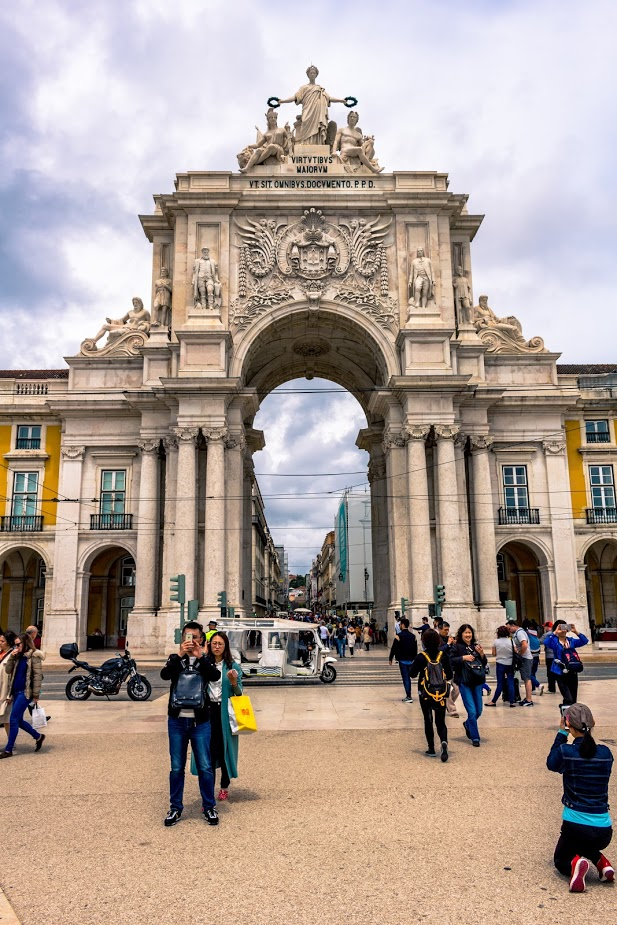 VIRTVTIBVS
MAIORVM
VT. SIT. OMNIBVS. DOCVMENTO. P. P. D.